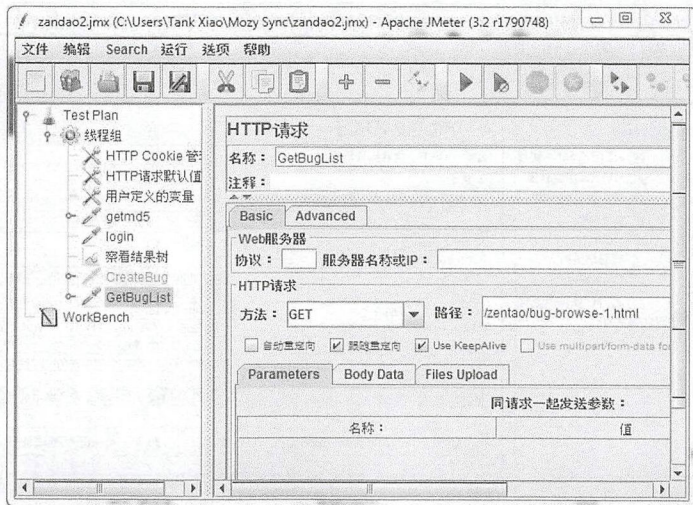 zandao2.jmx (C:\Users\Tank Xiao\Mozy Sync\zandao2.jmx) - Apache JMeter (3.2 r1790748)
文件 编辑 Search 运行 送项 帮助
Test Plan
线程组
HTTP Cookie 管
HTTP请求默认值
用户定义的变量
getmd5
login
察看结果树
CreateBug
GetBugList
WorkBench
HTTP请求
名称： GetBugList
注释：
Basic Advanced
Web服务器
协议： 服务器名称或IP：
HTTP请求
方法： GET 路径： /zentao/bug-browse-1.html
自动重定向 跟随重定向 Use KeepAlive Use multipart/form-data for
Parameters Body Data Files Upload
同请求一起发送参数：
名称： 值